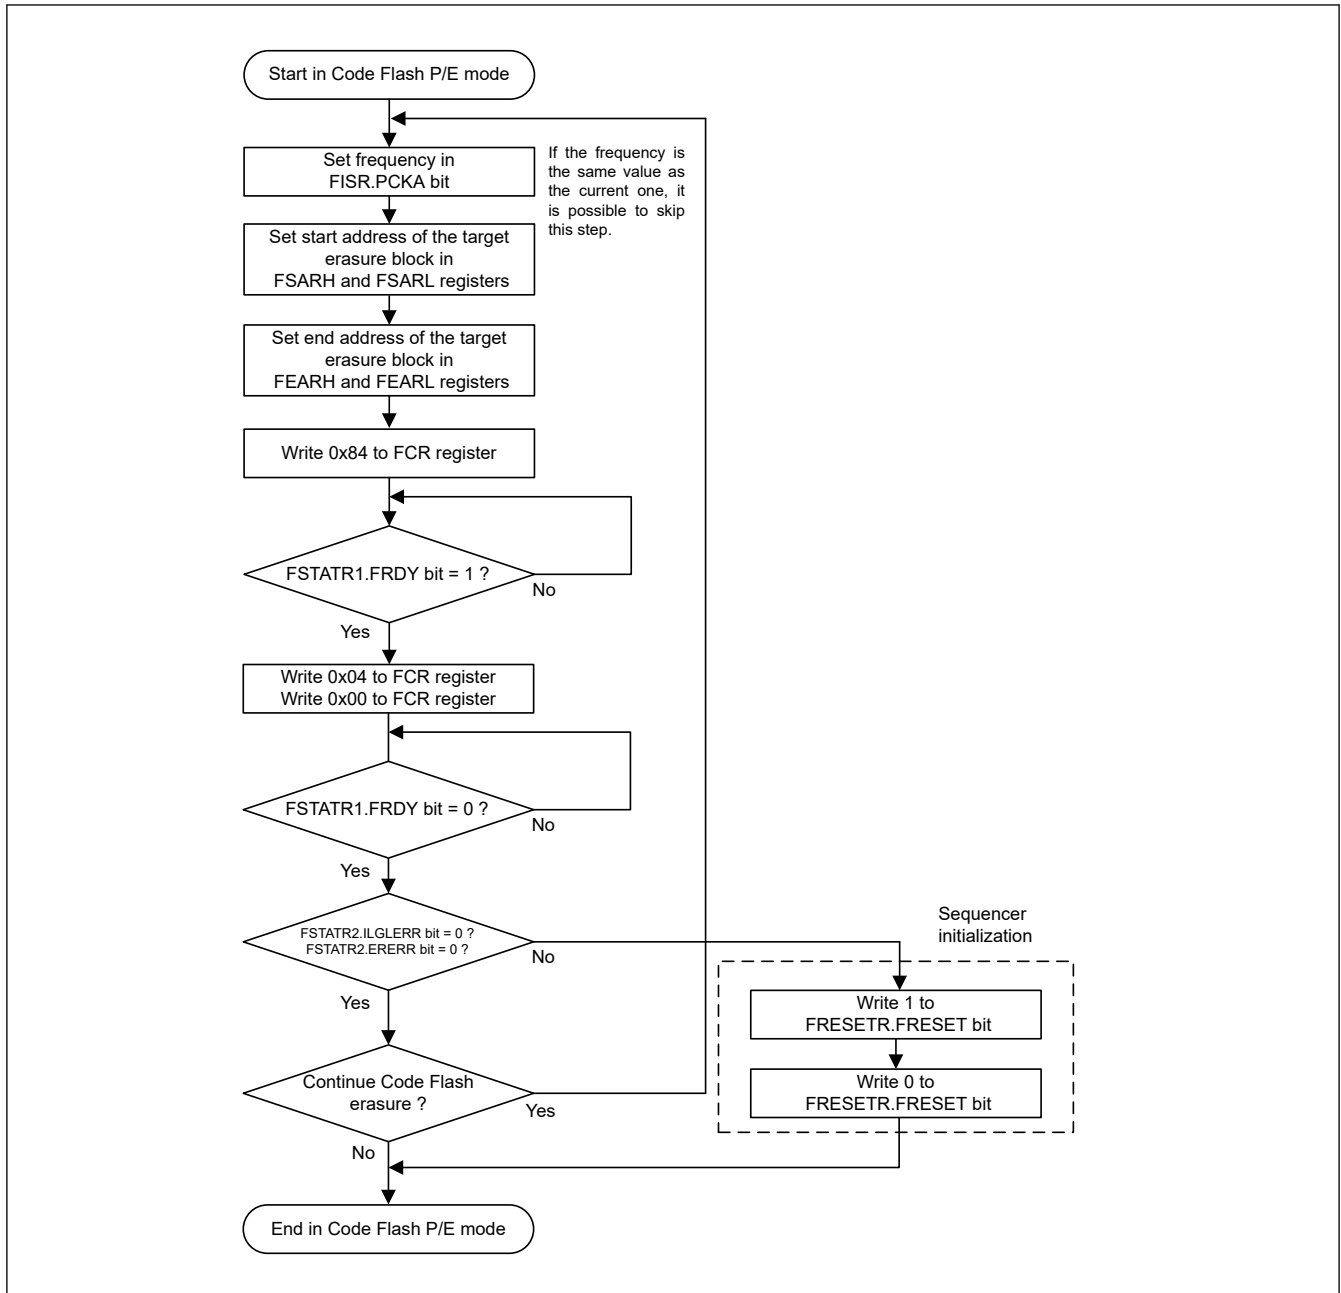 Start in Code Flash P/E mode
Set frequency in
FISR.PCKA bit
If the frequency is
the same value as
the current one, it
is possible to skip
this step.
Set start address of the target
erasure block in
FSARH and FSARL registers
Set end address of the target
erasure block in
FEARH and FEARL registers
Write 0x84 to FCR register
FSTATR1.FRDY bit = 1 ?
No
Yes
Write 0x04 to FCR register
Write 0x00 to FCR register
FSTATR1.FRDY bit = 0 ?
No
Yes
FSTATR2.ILGLERR bit = 0 ?
FSTATR2.ERERR bit = 0 ?
No
Yes
Sequencer
initialization
Write 1 to
FRESETR.FRESET bit
Write 0 to
FRESETR.FRESET bit
Continue Code Flash
erasure ?
Yes
No
End in Code Flash P/E mode